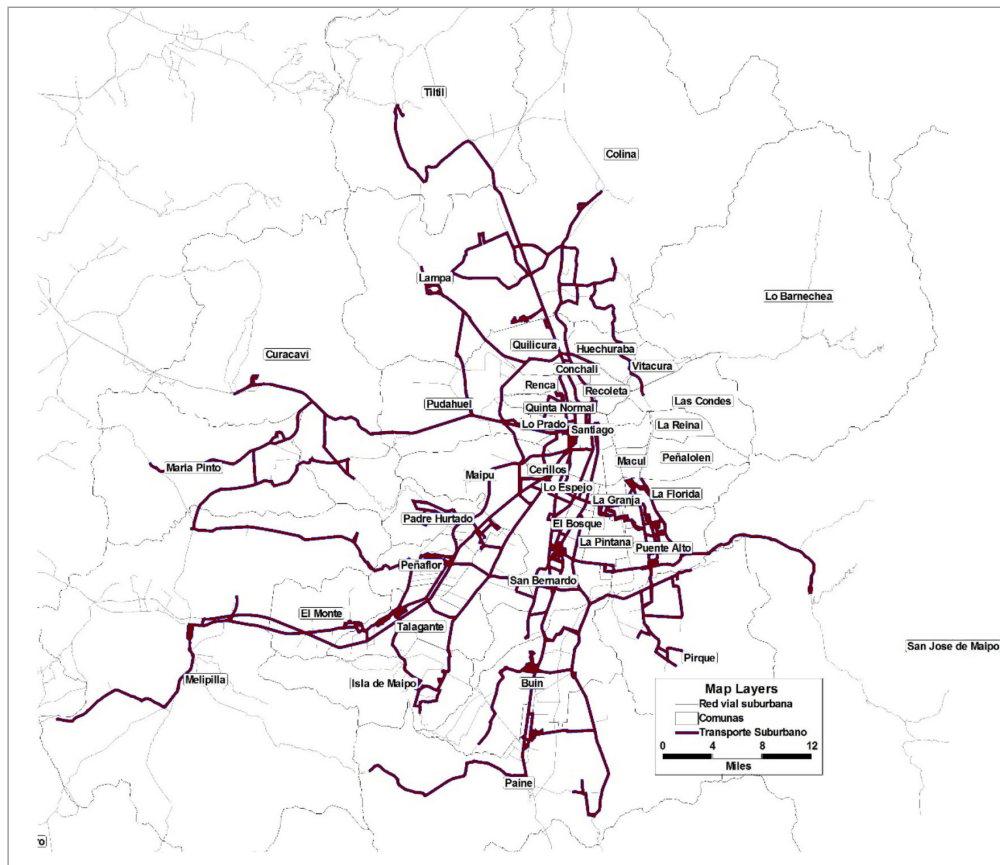 Tiltil
Colina
Lampa
Lo Barnechea
Curacavi
Quilicura
Huechuraba
Conchali
Vitacura
Renca
Recoleta
Pudahuel
Quinta Normal
Las Condes
Lo Prado
Santiago
La Reina
Maria Pinto
Maipu
Cerillos
Macul
Peñalolen
Lo Espejo
La Granja
La Florida
Padre Hurtado
El Bosque
La Pintana
Puente Alto
Peñaflor
San Bernardo
El Monte
Talagante
San Jose de Maipo
Pirque
Melipilla
Isla de Maipo
Buin
Paine
Map Layers
Red vial suburbana
Comunas
Transporte Suburbano
0 4 8 12
Miles